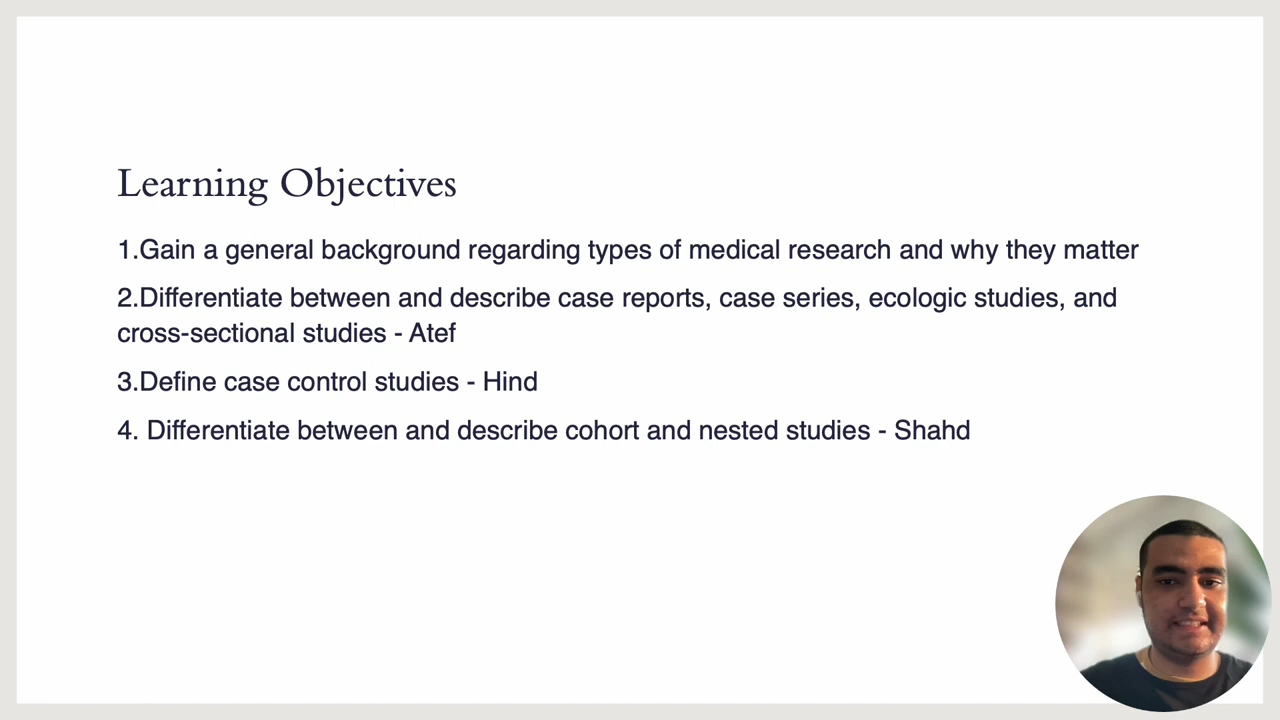 Learning Objectives
1.Gain a general background regarding types of medical research and why they matter
2.Differentiate between and describe case reports, case series, ecologic studies, and
cross-sectional studies - Atef
3.Define case control studies - Hind
4. Differentiate between and describe cohort and nested studies - Shahd